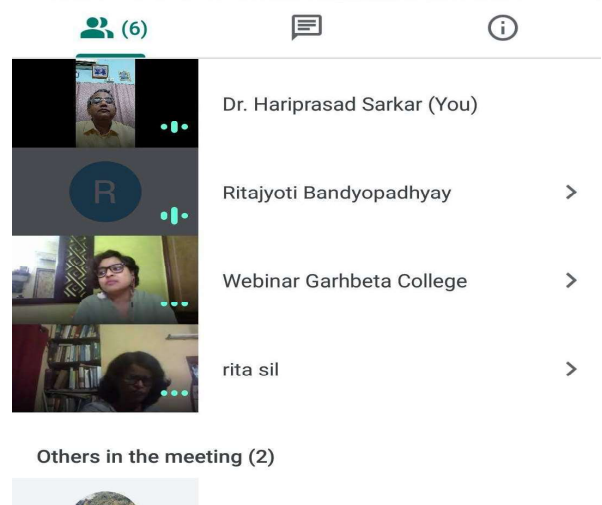 (6)
Dr. Hariprasad Sarkar (You)
R
Ritajyoti Bandyopadhyay
Webinar Garhbeta College
rita sil
Others in the meeting (2)